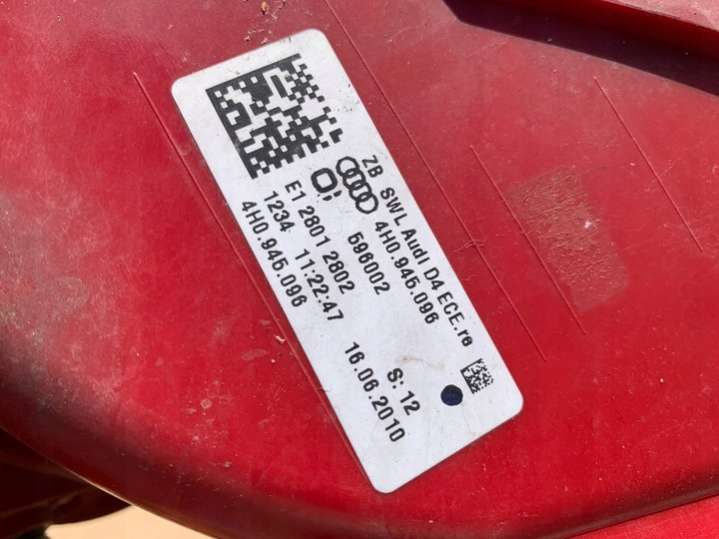 ZB SWL Audi D4 ECE.re
4H0.945.096
596002
E1 2801 2802 S: 12
1234 11:22:47 16.06.2010
4H0.945.096